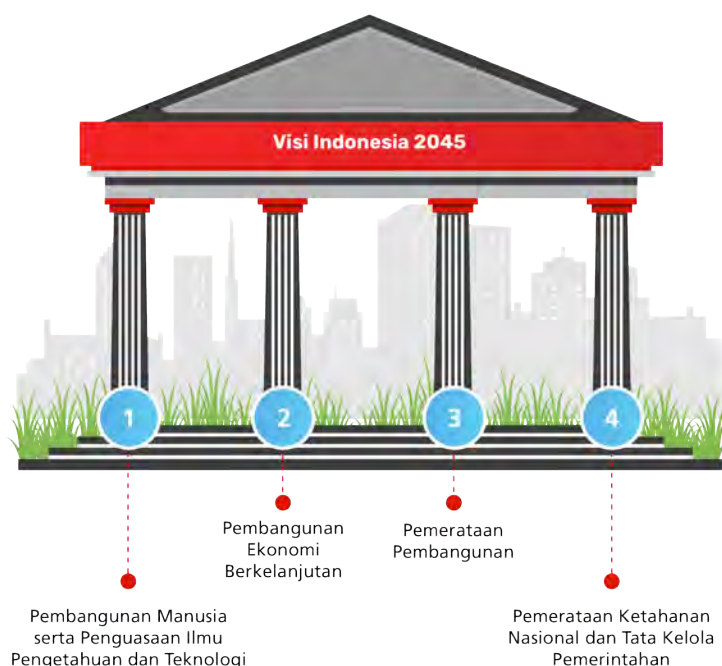 Visi Indonesia 2045
1
2
3
4
Pembangunan
Ekonomi
Berkelanjutan
Pemerataan
Pembangunan
Pembangunan Manusia
serta Penguasaan Ilmu
Pengetahuan dan Teknologi
Pemerataan Ketahanan
Nasional dan Tata Kelola
Pemerintahan